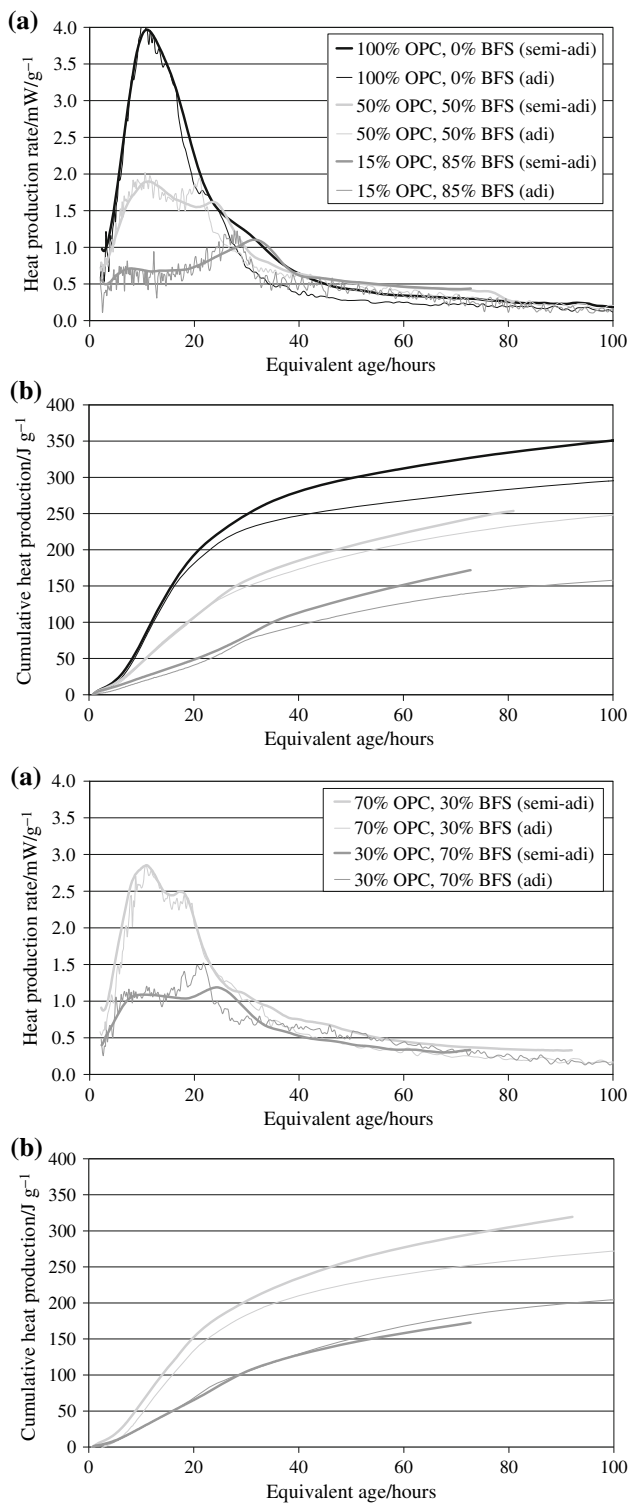 (a)
4.0
3.5
3.0
2.5
2.0
1.5
1.0
0.5
0.0
Heat production rate/mW/g⁻¹
100% OPC, 0% BFS (semi-adi)
100% OPC, 0% BFS (adi)
50% OPC, 50% BFS (semi-adi)
50% OPC, 50% BFS (adi)
15% OPC, 85% BFS (semi-adi)
15% OPC, 85% BFS (adi)
0 20 40 60 80 100
Equivalent age/hours
(b)
400
350
300
250
200
150
100
50
0
Cumulative heat production/J g⁻¹
0 20 40 60 80 100
Equivalent age/hours
(a)
4.0
3.5
3.0
2.5
2.0
1.5
1.0
0.5
0.0
Heat production rate/mW/g⁻¹
70% OPC, 30% BFS (semi-adi)
70% OPC, 30% BFS (adi)
30% OPC, 70% BFS (semi-adi)
30% OPC, 70% BFS (adi)
0 20 40 60 80 100
Equivalent age/hours
(b)
400
350
300
250
200
150
100
50
0
Cumulative heat production/J g⁻¹
0 20 40 60 80 100
Equivalent age/hours